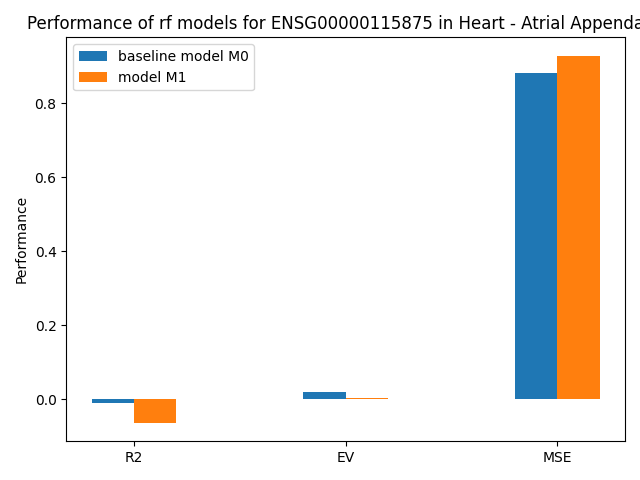 Performance of rf models for ENSG00000115875 in Heart - Atrial Appenda
baseline model M0
model M1
Performance
0.8
0.6
0.4
0.2
0.0
R2 EV MSE